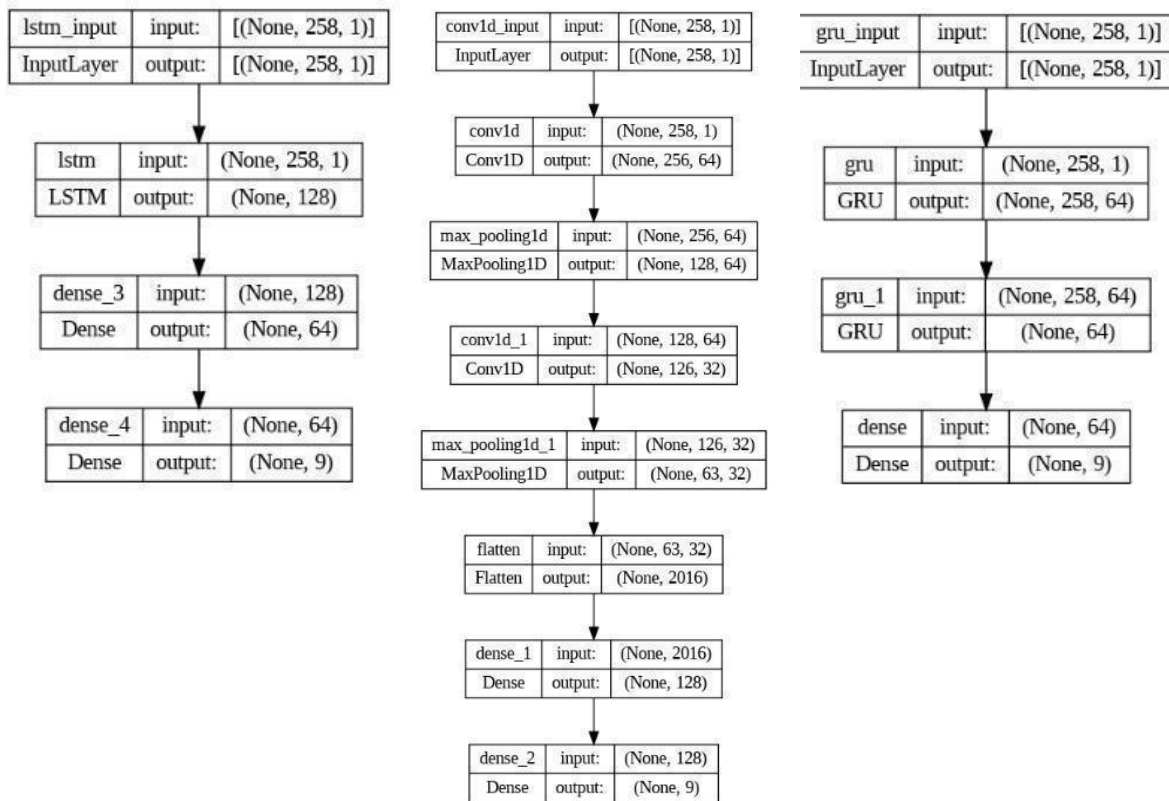 lstm_input input: [(None, 258, 1)]
InputLayer output: [(None, 258, 1)]
lstm input: (None, 258, 1)
LSTM output: (None, 128)
dense_3 input: (None, 128)
Dense output: (None, 64)
dense_4 input: (None, 64)
Dense output: (None, 9)
conv1d_input input: [(None, 258, 1)]
InputLayer output: [(None, 258, 1)]
conv1d input: (None, 258, 1)
Conv1D output: (None, 256, 64)
max_pooling1d input: (None, 256, 64)
MaxPooling1D output: (None, 128, 64)
conv1d_1 input: (None, 128, 64)
Conv1D output: (None, 126, 32)
max_pooling1d_1 input: (None, 126, 32)
MaxPooling1D output: (None, 63, 32)
flatten input: (None, 63, 32)
Flatten output: (None, 2016)
dense_1 input: (None, 2016)
Dense output: (None, 128)
dense_2 input: (None, 128)
Dense output: (None, 9)
gru_input input: [(None, 258, 1)]
InputLayer output: [(None, 258, 1)]
gru input: (None, 258, 1)
GRU output: (None, 258, 64)
gru_1 input: (None, 258, 64)
GRU output: (None, 64)
dense input: (None, 64)
Dense output: (None, 9)